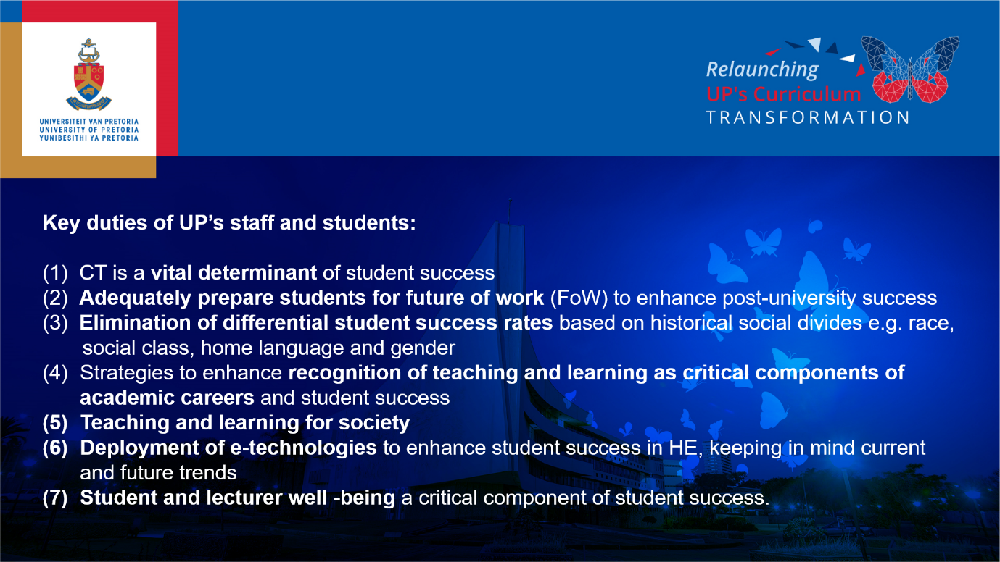 UNIVERSITEIT VAN PRETORIA
UNIVERSITY OF PRETORIA
YUNIBESITHI YA PRETORIA
Relaunching
UP's Curriculum
TRANSFORMATION
Key duties of UP’s staff and students:
(1) CT is a vital determinant of student success
(2) Adequately prepare students for future of work (FoW) to enhance post-university success
(3) Elimination of differential student success rates based on historical social divides e.g. race,
social class, home language and gender
(4) Strategies to enhance recognition of teaching and learning as critical components of
academic careers and student success
(5) Teaching and learning for society
(6) Deployment of e-technologies to enhance student success in HE, keeping in mind current
and future trends
(7) Student and lecturer well -being a critical component of student success.